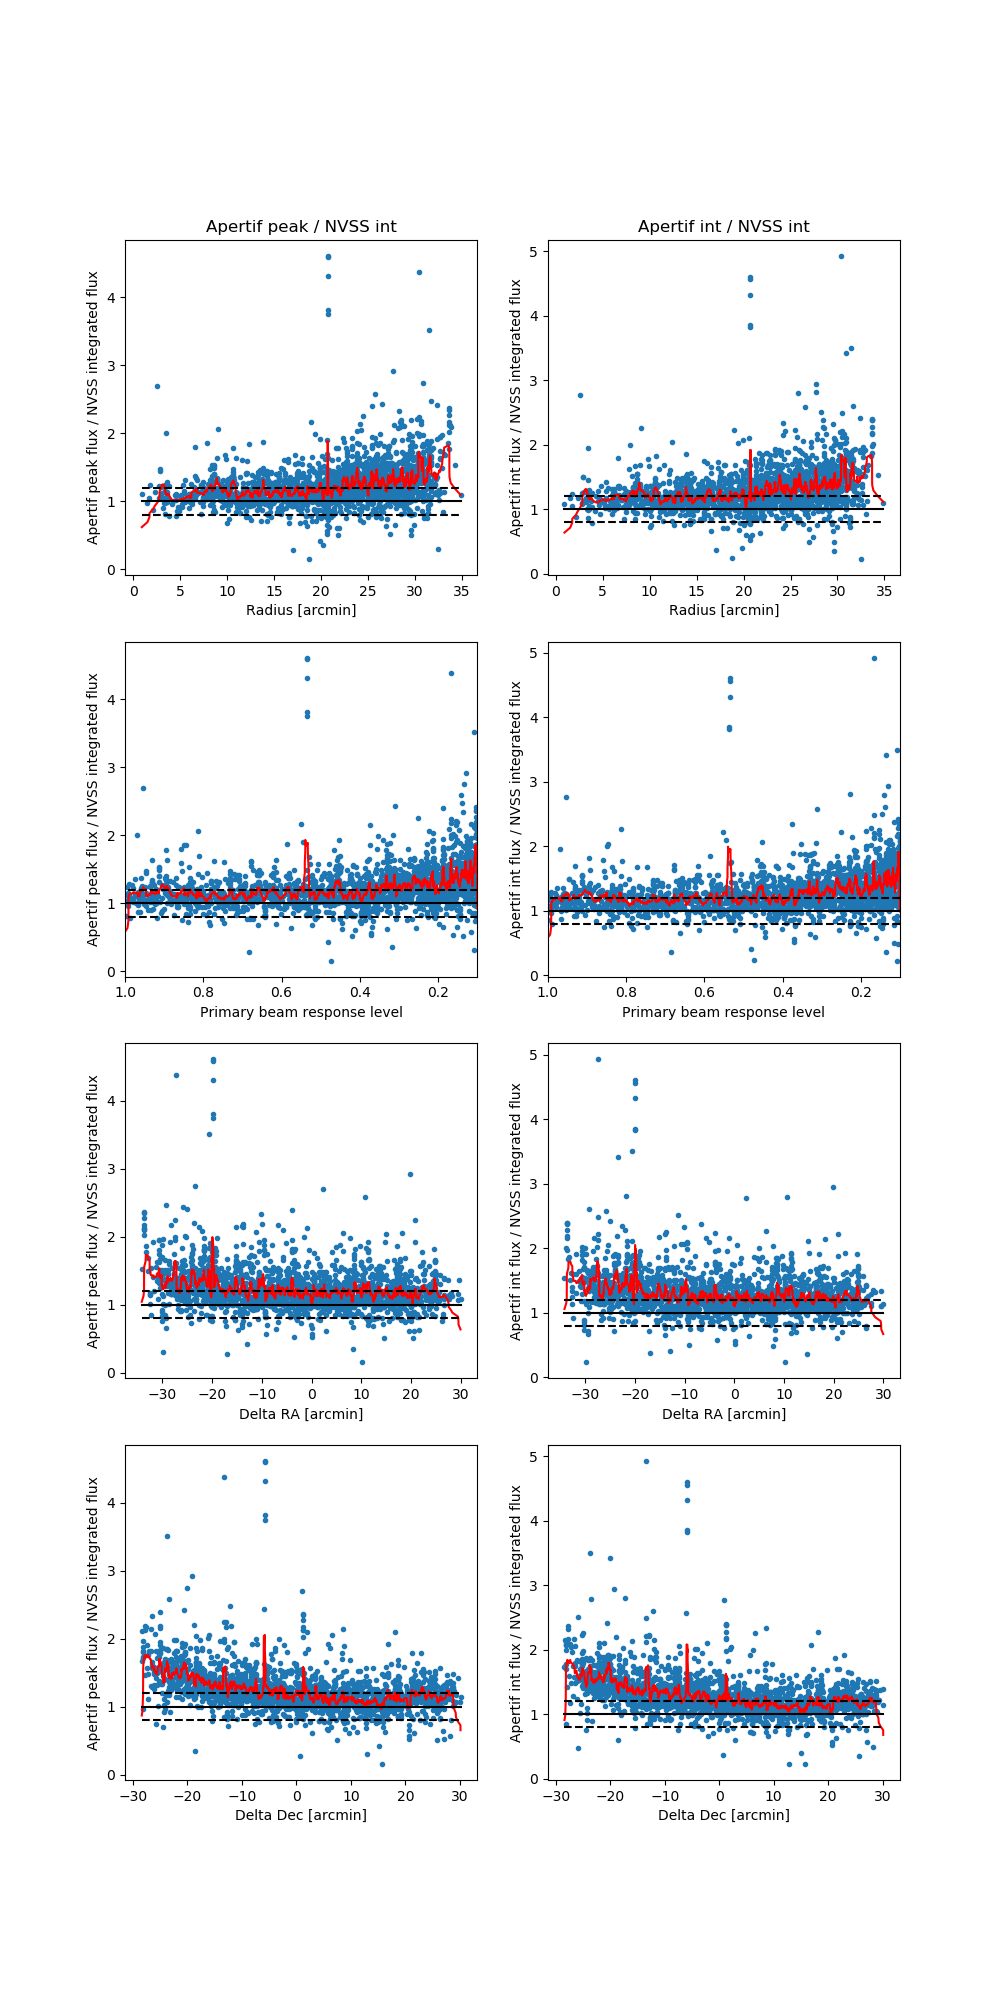 Apertif peak / NVSS int
Apertif int / NVSS int
Apertif peak flux / NVSS integrated flux
4
3
2
1
0
0 5 10 15 20 25 30 35
Radius [arcmin]
Apertif int flux / NVSS integrated flux
5
4
3
2
1
0
0 5 10 15 20 25 30 35
Radius [arcmin]
Apertif peak flux / NVSS integrated flux
4
3
2
1
0
1.0 0.8 0.6 0.4 0.2
Primary beam response level
Apertif int flux / NVSS integrated flux
5
4
3
2
1
0
1.0 0.8 0.6 0.4 0.2
Primary beam response level
Apertif peak flux / NVSS integrated flux
4
3
2
1
0
−30 −20 −10 0 10 20 30
Delta RA [arcmin]
Apertif int flux / NVSS integrated flux
5
4
3
2
1
0
−30 −20 −10 0 10 20 30
Delta RA [arcmin]
Apertif peak flux / NVSS integrated flux
4
3
2
1
0
−30 −20 −10 0 10 20 30
Delta Dec [arcmin]
Apertif int flux / NVSS integrated flux
5
4
3
2
1
0
−30 −20 −10 0 10 20 30
Delta Dec [arcmin]